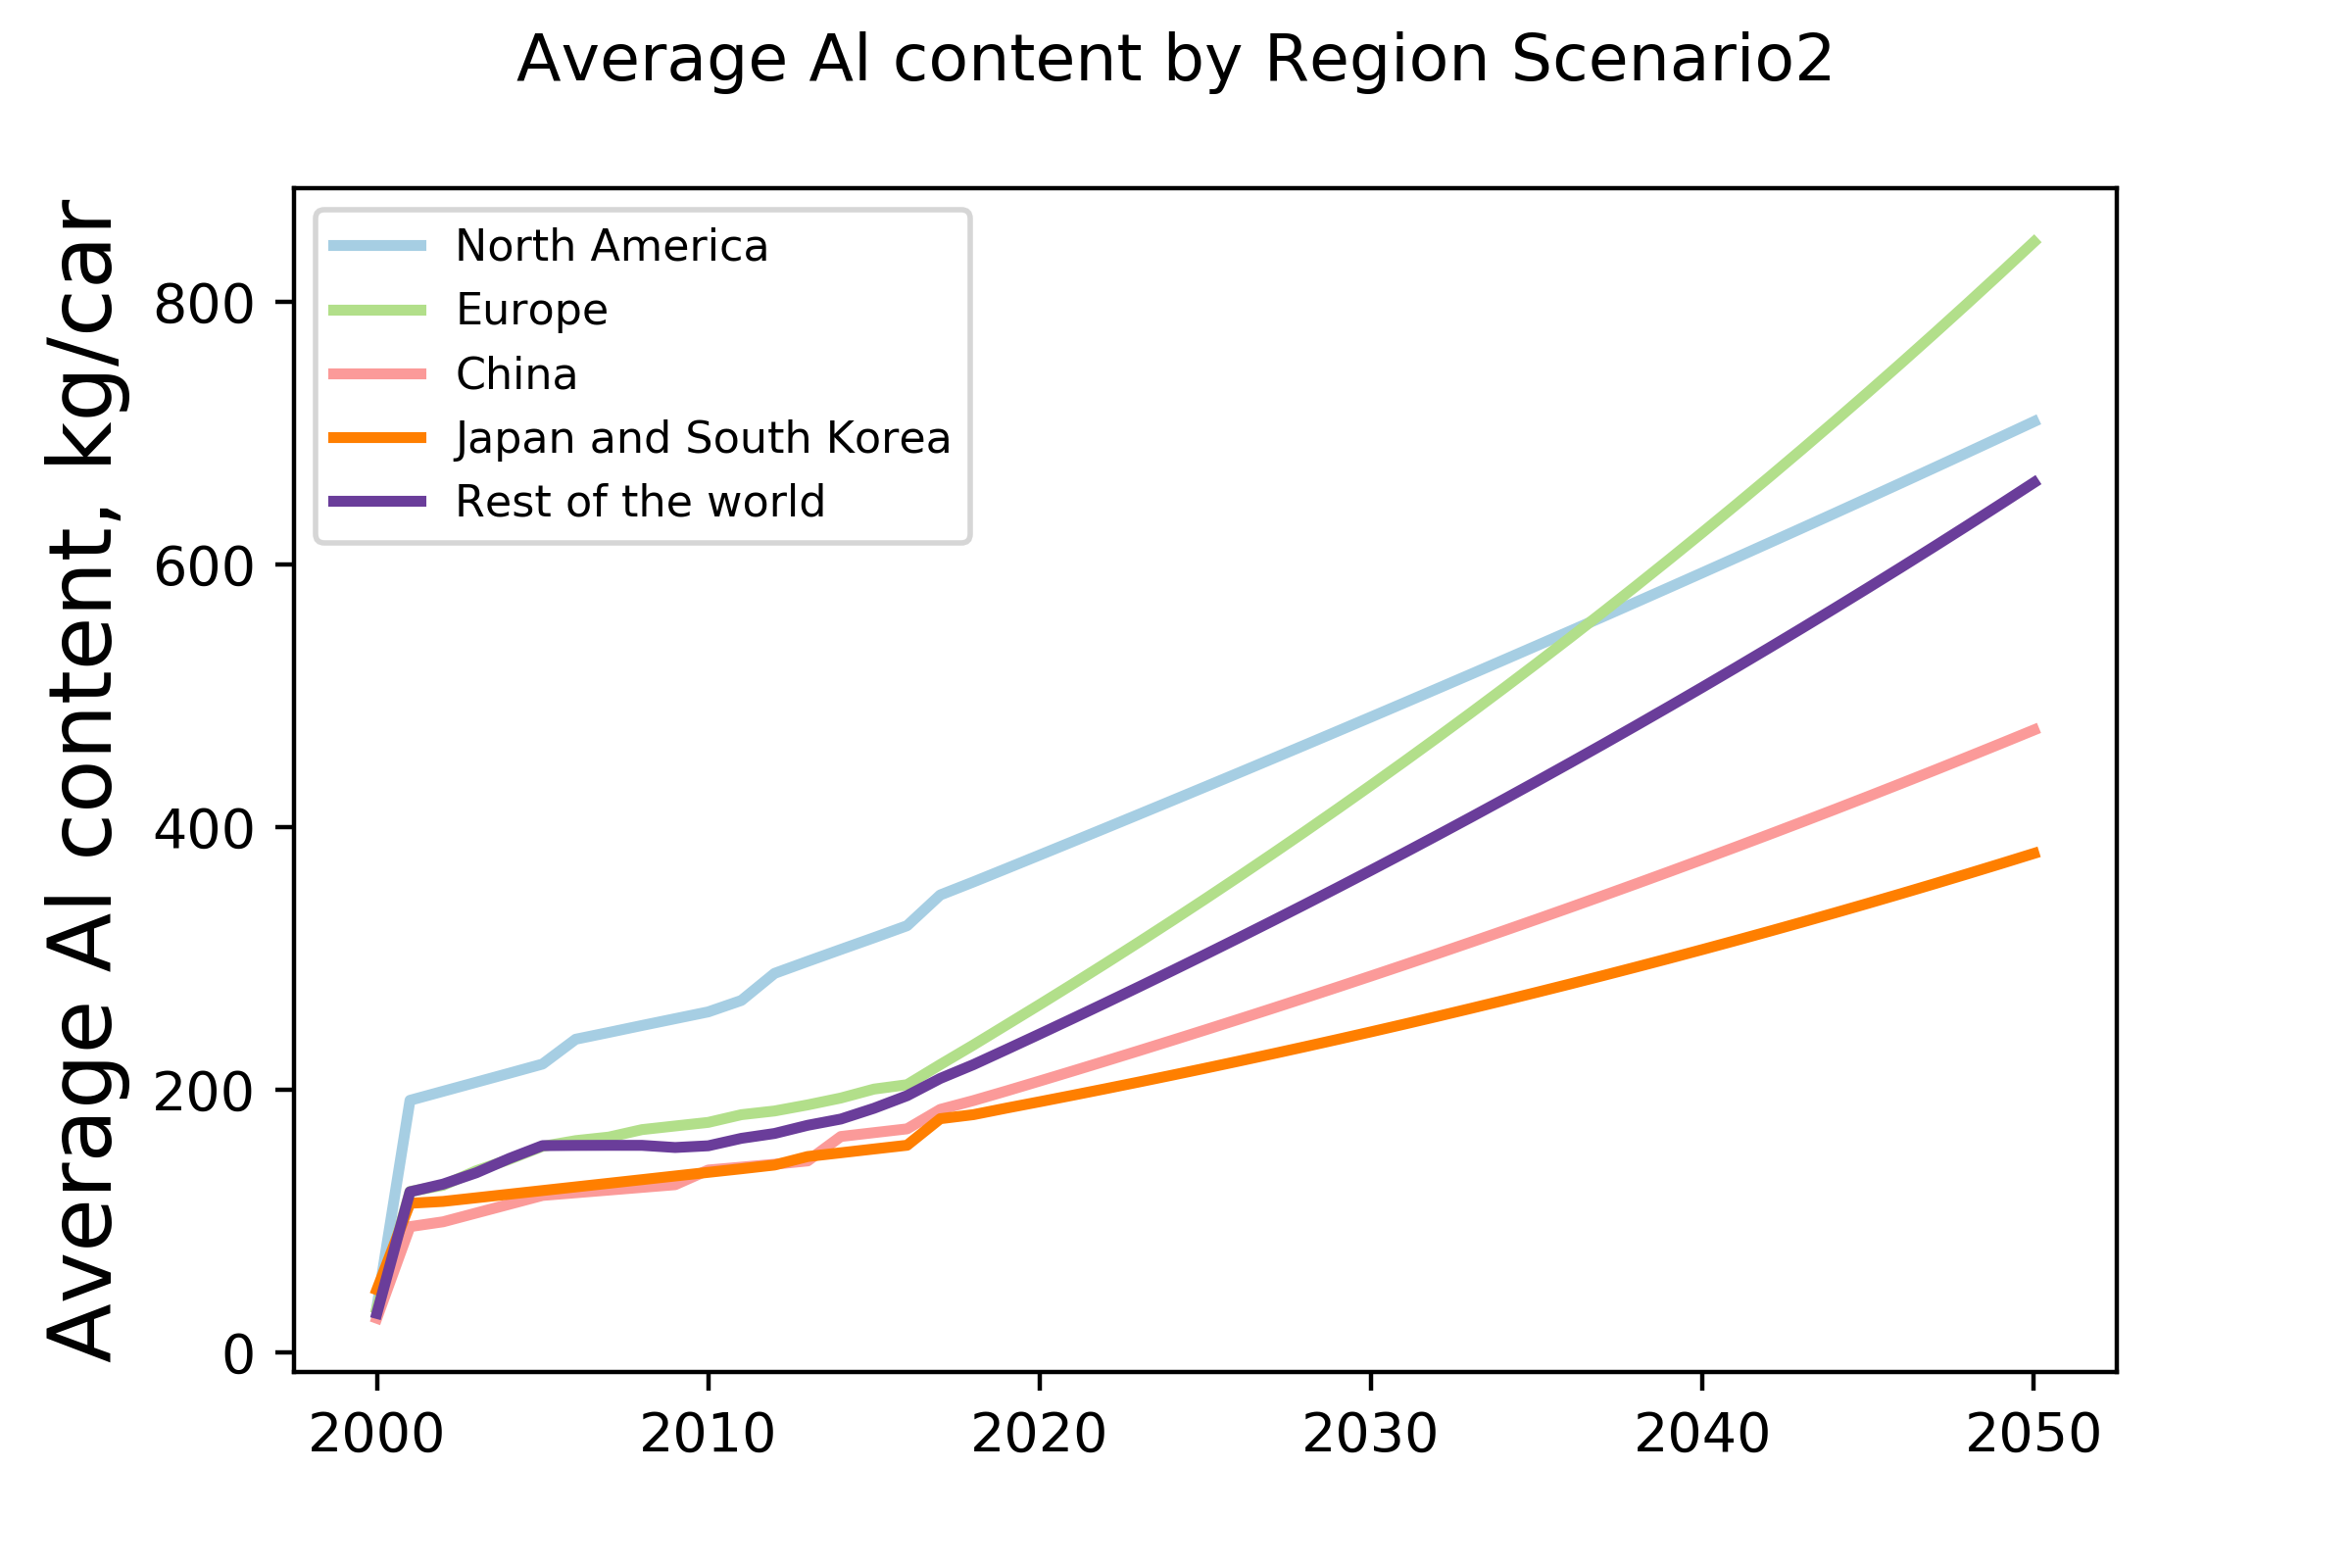 Average Al content by Region Scenario2
Average Al content, kg/car
800
600
400
200
0
North America
Europe
China
Japan and South Korea
Rest of the world
2000 2010 2020 2030 2040 2050